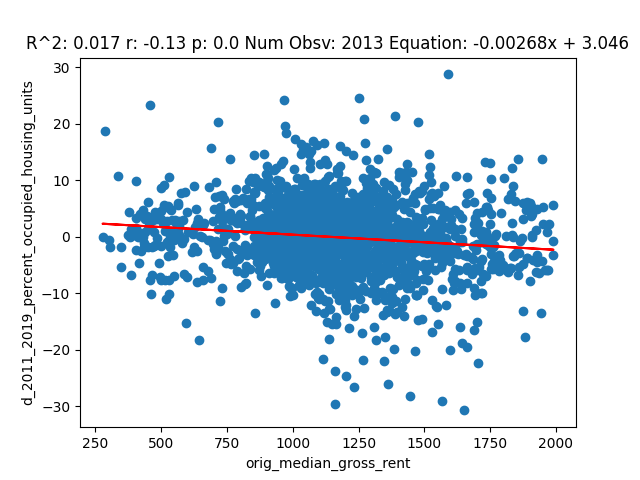 R^2: 0.017 r: -0.13 p: 0.0 Num Obsv: 2013 Equation: -0.00268x + 3.046
30
20
10
0
−10
−20
−30
d_2011_2019_percent_occupied_housing_units
250 500 750 1000 1250 1500 1750 2000
orig_median_gross_rent